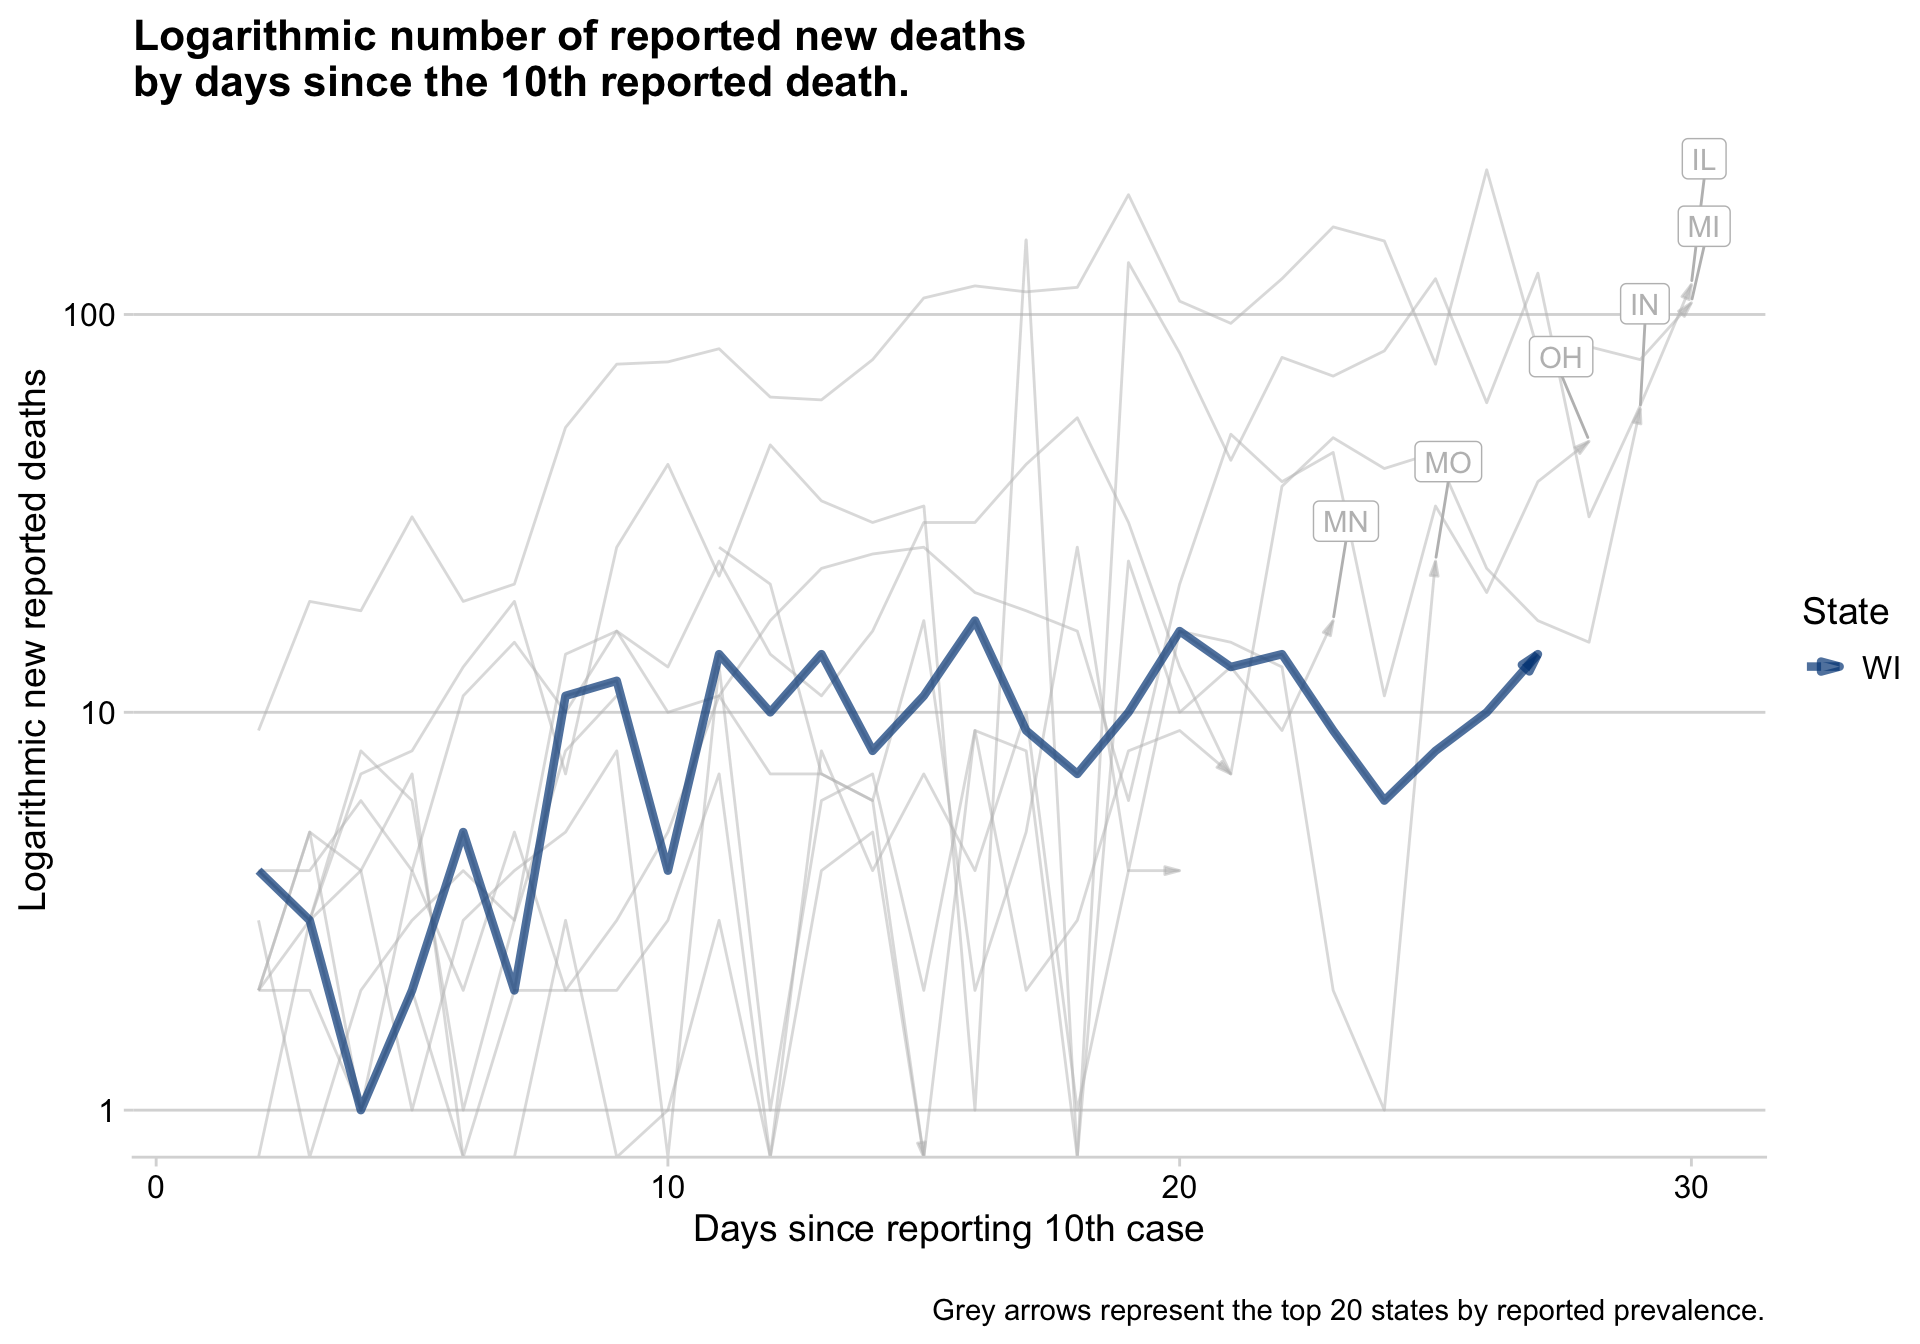 Logarithmic number of reported new deaths
by days since the 10th reported death.
IL
MI
IN
100
OH
MO
MN
Logarithmic new reported deaths
State
WI
10
1
0
10
20
30
Days since reporting 10th case
Grey arrows represent the top 20 states by reported prevalence.